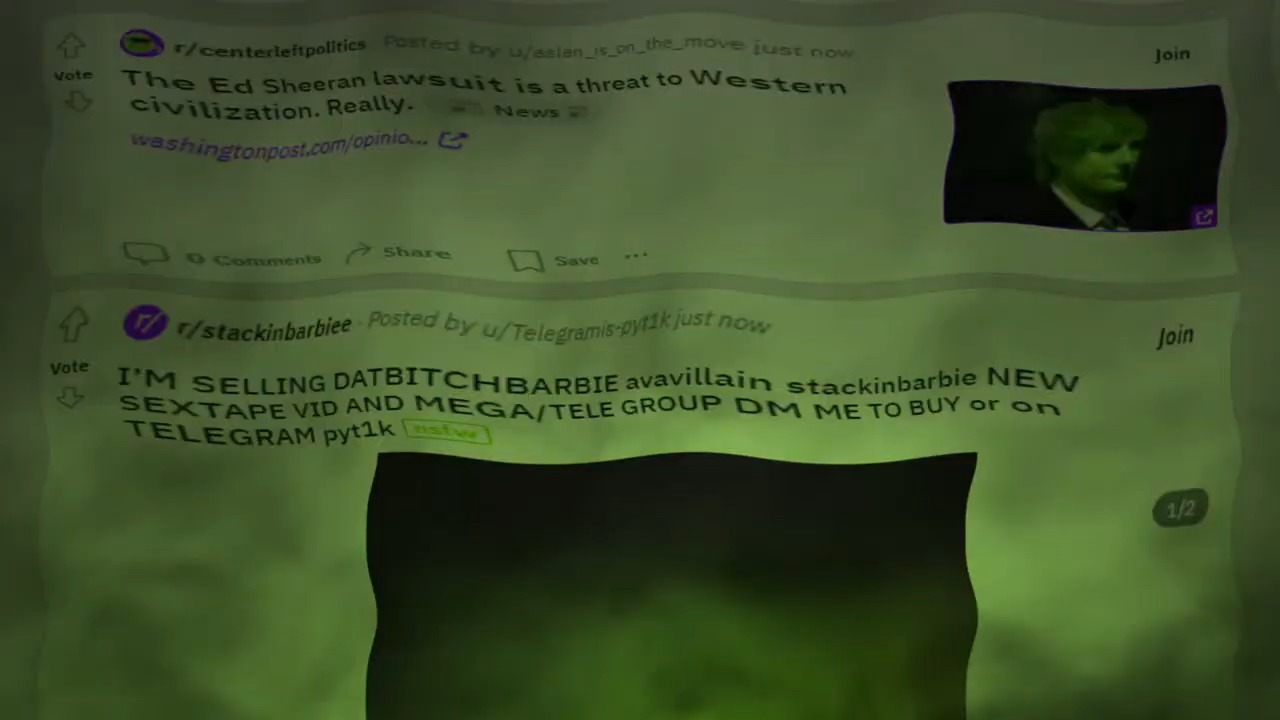 r/centerleftpolitics Posted by u/aslan_is_on_the_move just now
Join
Vote
The Ed Sheeran lawsuit is a threat to Western
civilization. Really. News
washingtonpost.com/opinio...
0 Comments Share Save ...
r/ r/stackinbarbiee · Posted by u/Telegramis-pyt1k just now
Join
Vote
I'M SELLING DATBITCHBARBIE avavillain stackinbarbie NEW
SEXTAPE VID AND MEGA/TELE GROUP DM ME TO BUY or on
TELEGRAM pyt1k nsfw
1/2